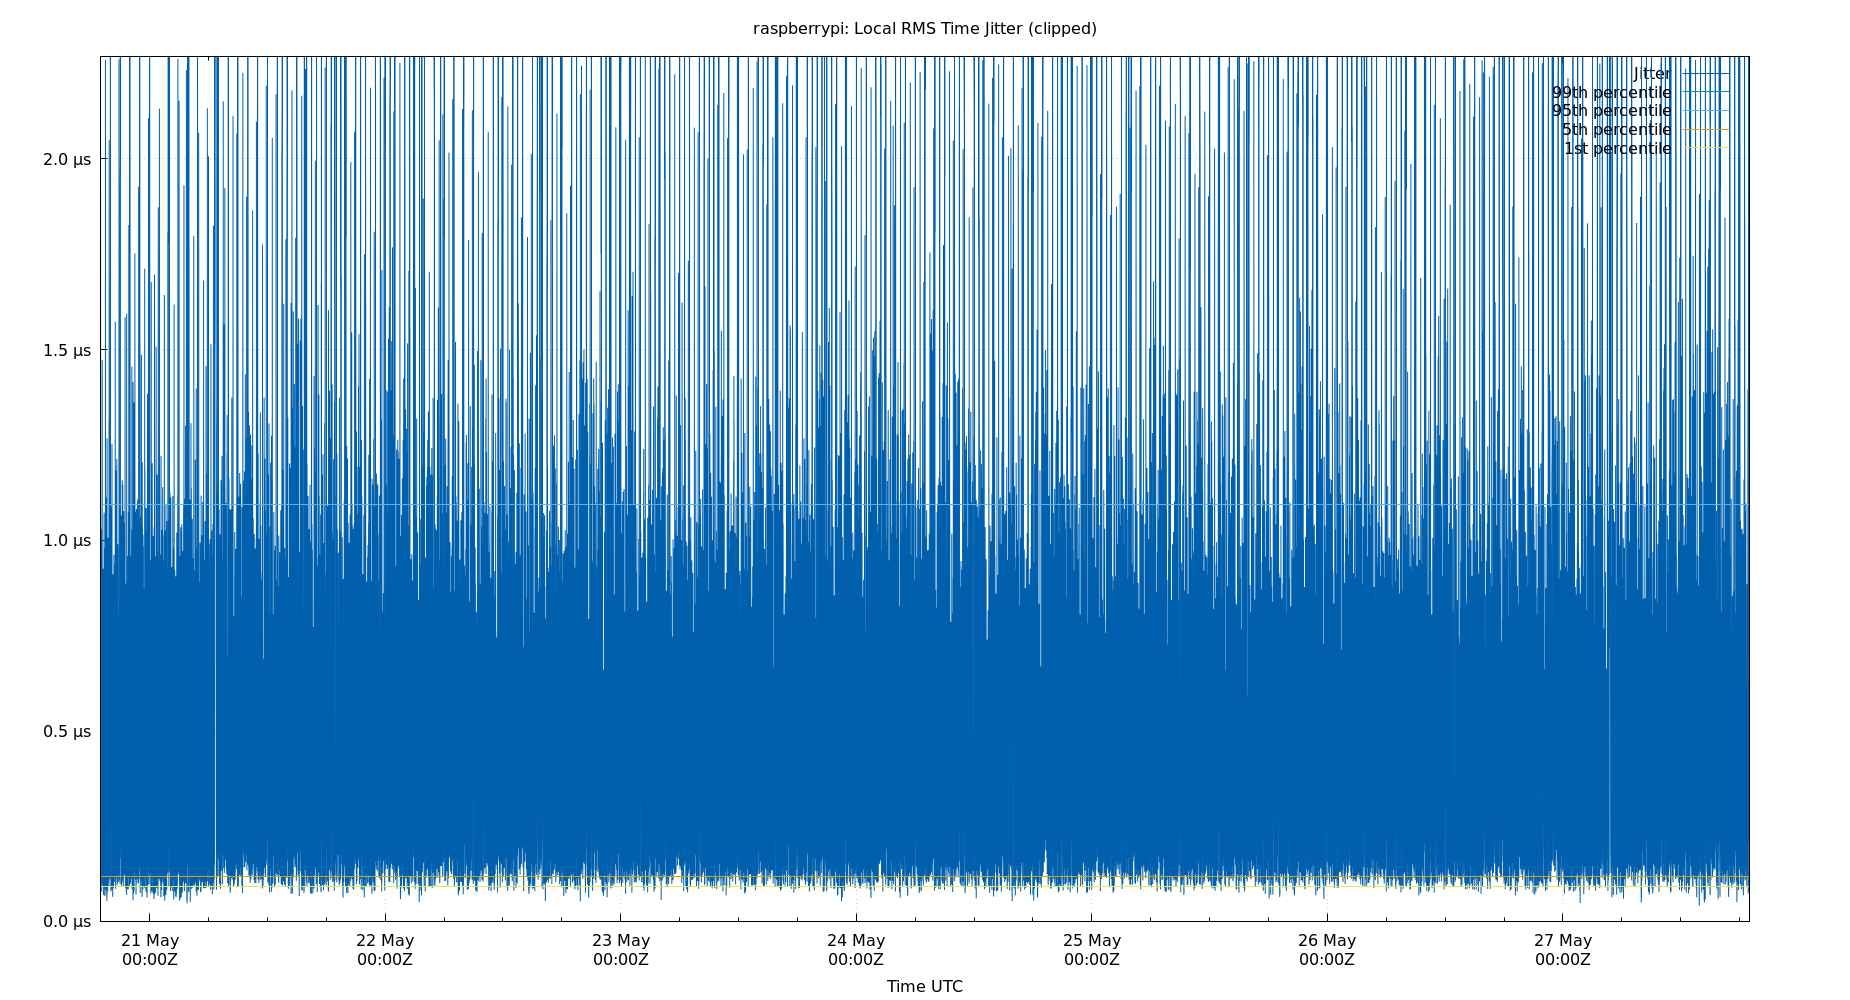 raspberrypi: Local RMS Time Jitter (clipped)
Jitter
99th percentile
95th percentile
5th percentile
1st percentile
2.0 µs
1.5 µs
1.0 µs
0.5 µs
0.0 µs
21 May 22 May 23 May 24 May 25 May 26 May 27 May
00:00Z 00:00Z 00:00Z 00:00Z 00:00Z 00:00Z 00:00Z
Time UTC